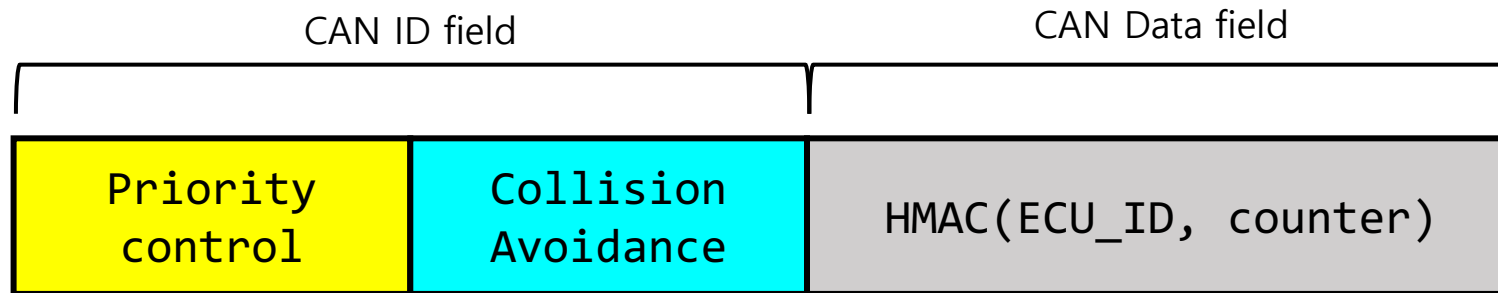 CAN ID field
CAN Data field
Priority
control
Collision
Avoidance
HMAC(ECU_ID, counter)